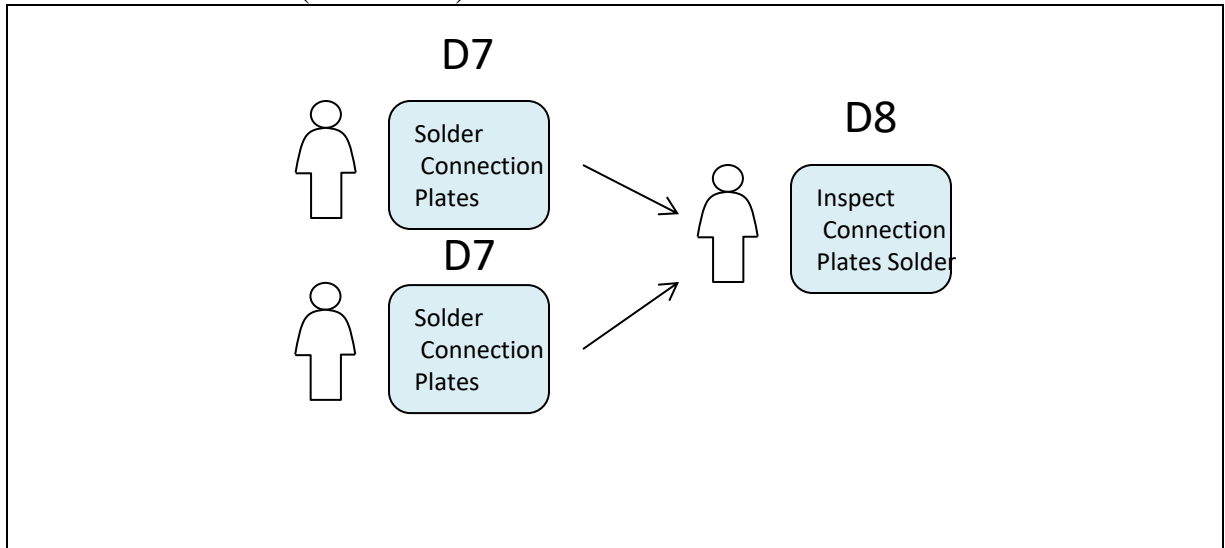 D7
Solder
Connection
Plates
D7
Solder
Connection
Plates
D8
Inspect
Connection
Plates Solder